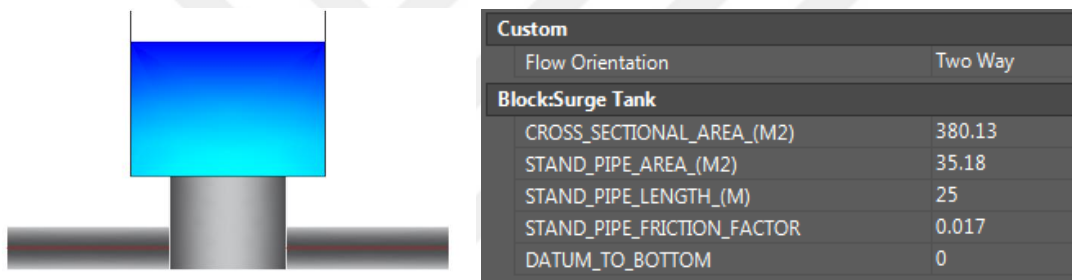 Custom
Flow Orientation Two Way
Block:Surge Tank
CROSS_SECTIONAL_AREA_(M2) 380.13
STAND_PIPE_AREA_(M2) 35.18
STAND_PIPE_LENGTH_(M) 25
STAND_PIPE_FRICTION_FACTOR 0.017
DATUM_TO_BOTTOM 0